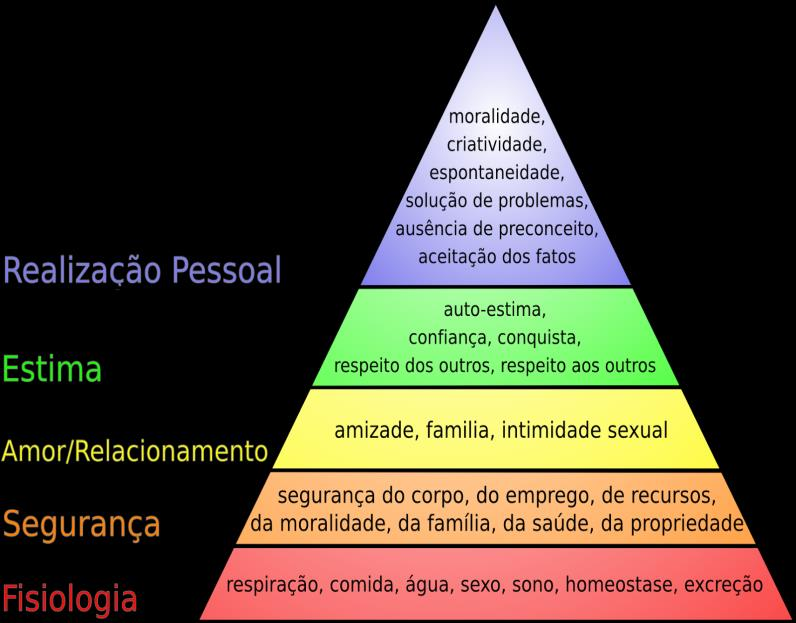 moralidade,
criatividade,
espontaneidade,
solução de problemas,
ausência de preconceito,
aceitação dos fatos
Realização Pessoal
auto-estima,
confiança, conquista,
respeito dos outros, respeito aos outros
Estima
amizade, familia, intimidade sexual
Amor/Relacionamento
segurança do corpo, do emprego, de recursos,
da moralidade, da família, da saúde, da propriedade
Segurança
respiração, comida, água, sexo, sono, homeostase, excreção
Fisiologia